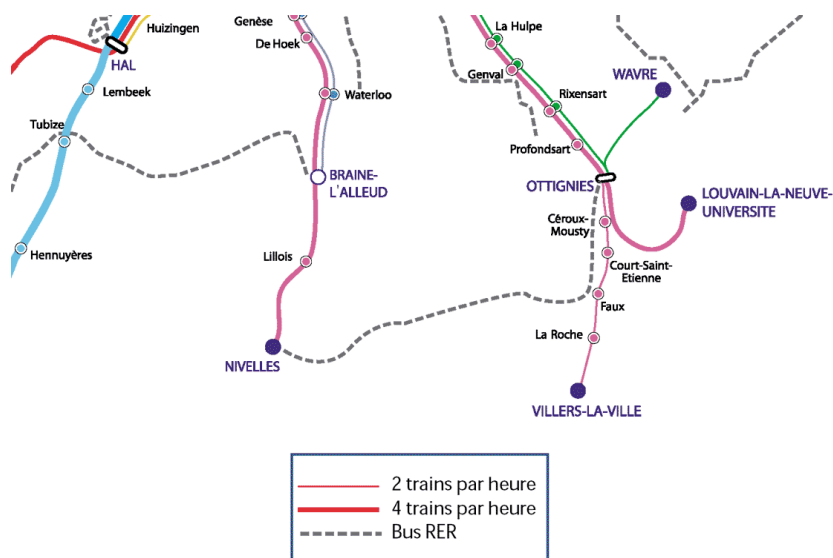 Huizingen
HAL
Lembeek
Tubize
Hennuyères
Genèse
De Hoek
Waterloo
BRAINE-
L'ALLEUD
Lillois
NIVELLES
La Hulpe
Genval
Rixensart
Profondsart
WAVRE
OTTIGNIES
LOUVAIN-LA-NEUVE-
UNIVERSITE
Céroux-
Mousty
Court-Saint-
Etienne
Faux
La Roche
VILLERS-LA-VILLE
2 trains par heure
4 trains par heure
Bus RER